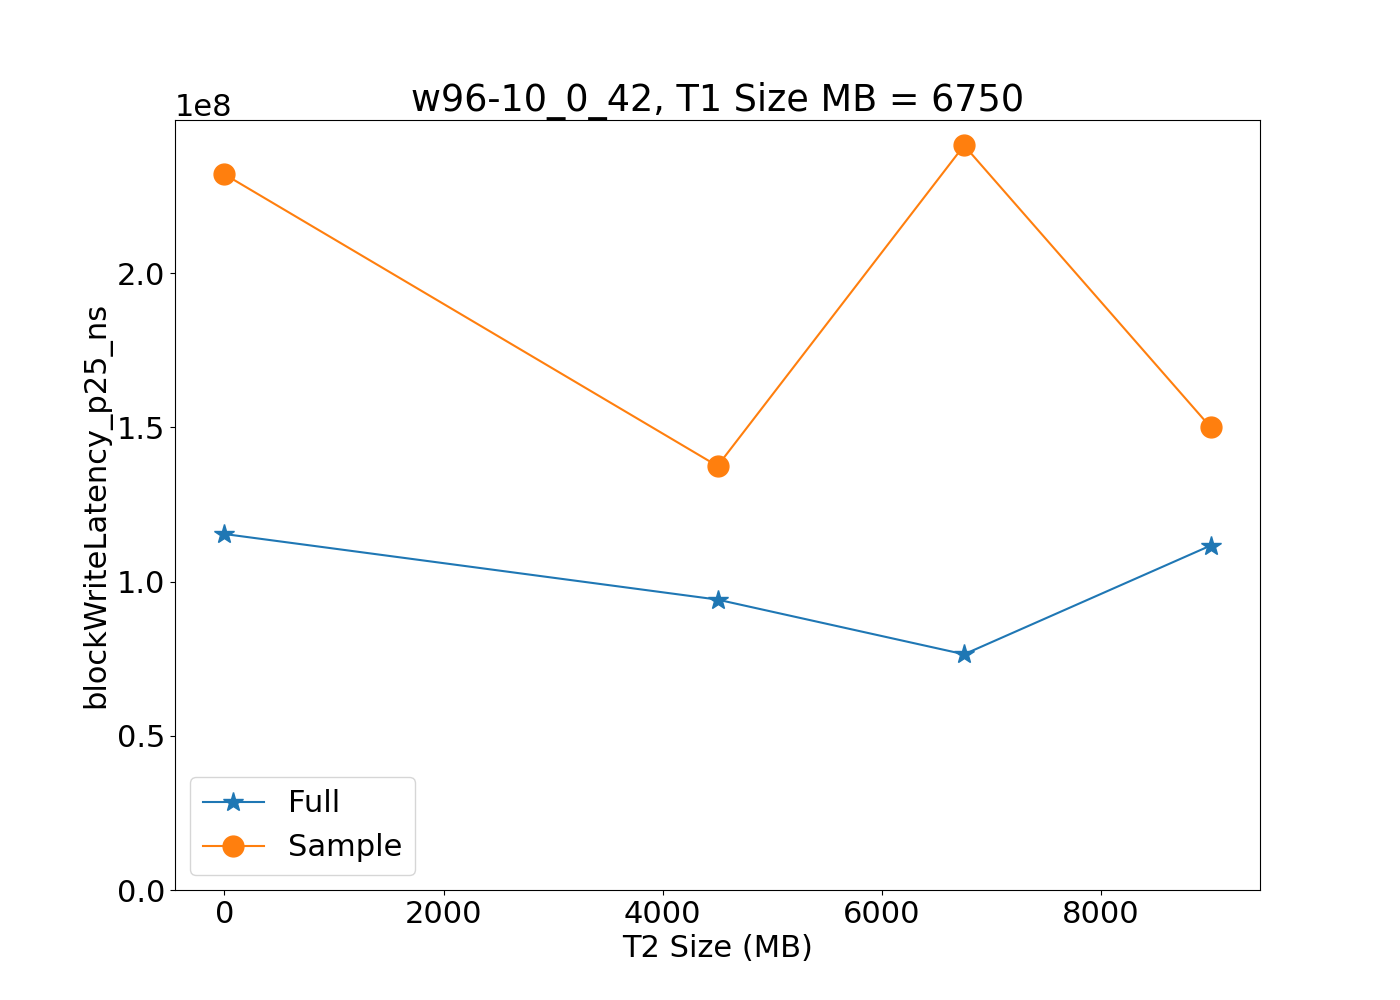 w96-10_0_42, T1 Size MB = 6750
1e8
2.0
1.5
1.0
0.5
0.0
blockWriteLatency_p25_ns
Full
Sample
0 2000 4000 6000 8000
T2 Size (MB)